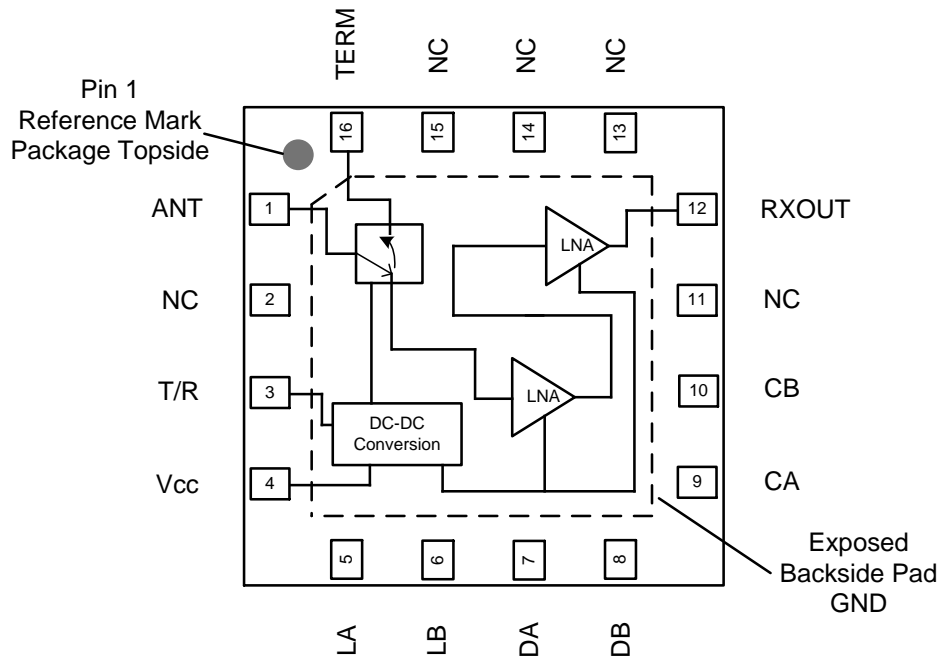 TERM
NC
NC
NC
Pin 1
Reference Mark
Package Topside
16
15
14
13
ANT
1
12
RXOUT
LNA
NC
2
11
NC
T/R
3
LNA
10
CB
DC-DC
Conversion
Vcc
4
9
CA
5
6
7
8
Exposed
Backside Pad
GND
LA
LB
DA
DB